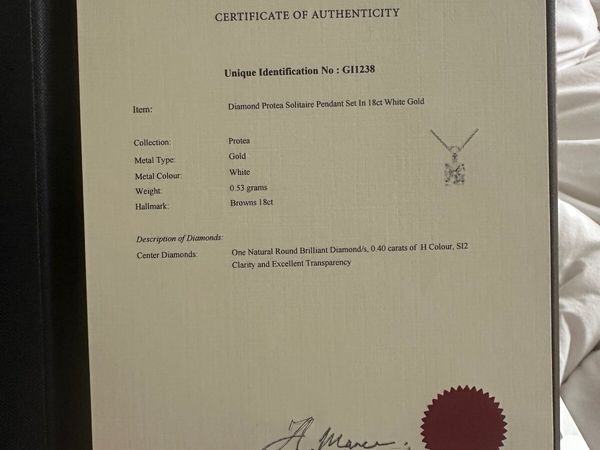 CERTIFICATE OF AUTHENTICITY
Unique Identification No : GI1238
Item: Diamond Protea Solitaire Pendant Set In 18ct White Gold
Collection: Protea
Metal Type: Gold
Metal Colour: White
Weight: 0.53 grams
Hallmark: Browns 18ct
Description of Diamonds:
Center Diamonds: One Natural Round Brilliant Diamond/s, 0.40 carats of H Colour, SI2
Clarity and Excellent Transparency